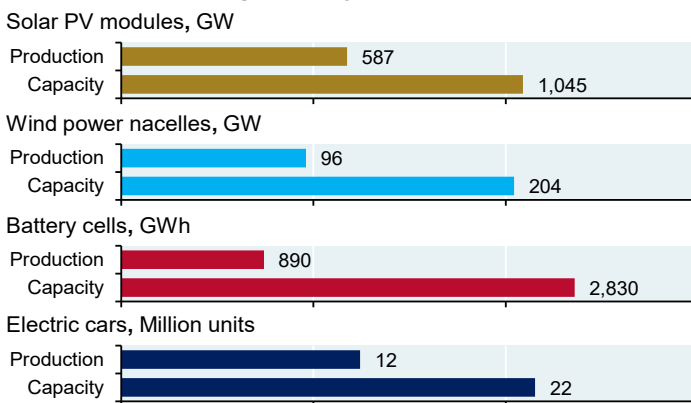 Solar PV modules, GW
Production 587
Capacity 1,045
Wind power nacelles, GW
Production 96
Capacity 204
Battery cells, GWh
Production 890
Capacity 2,830
Electric cars, Million units
Production 12
Capacity 22